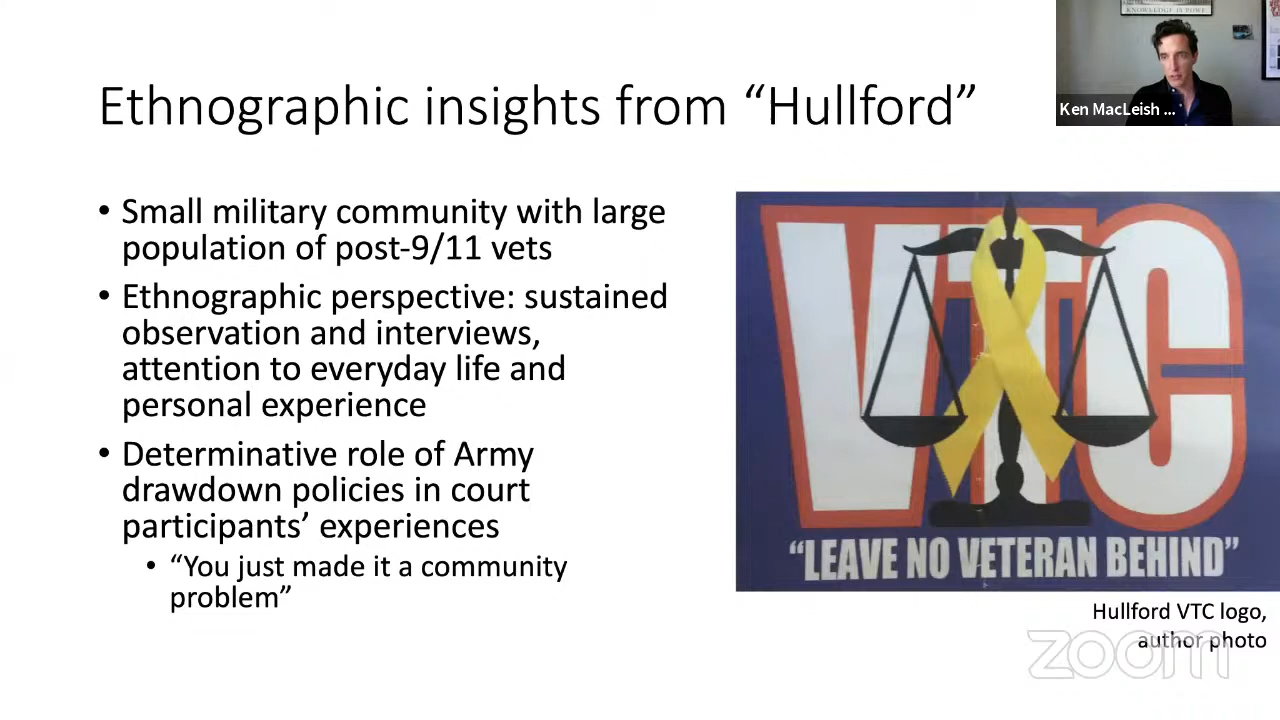 KNOWLEDGE IS POWE
Ken MacLeish ...
Ethnographic insights from “Hullford”
• Small military community with large
population of post-9/11 vets
• Ethnographic perspective: sustained
observation and interviews,
attention to everyday life and
personal experience
• Determinative role of Army
drawdown policies in court
participants’ experiences
• “You just made it a community
problem”
VTC
“LEAVE NO VETERAN BEHIND”
Hullford VTC logo,
author photo
zoom